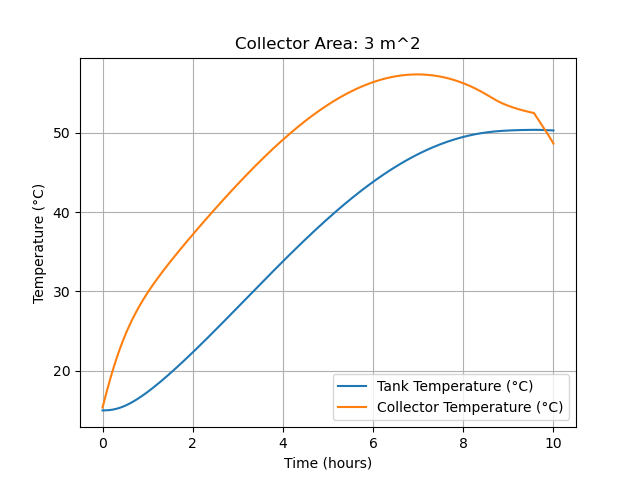 Collector Area: 3 m^2
Temperature (°C)
50
40
30
20
Tank Temperature (°C)
Collector Temperature (°C)
0 2 4 6 8 10
Time (hours)